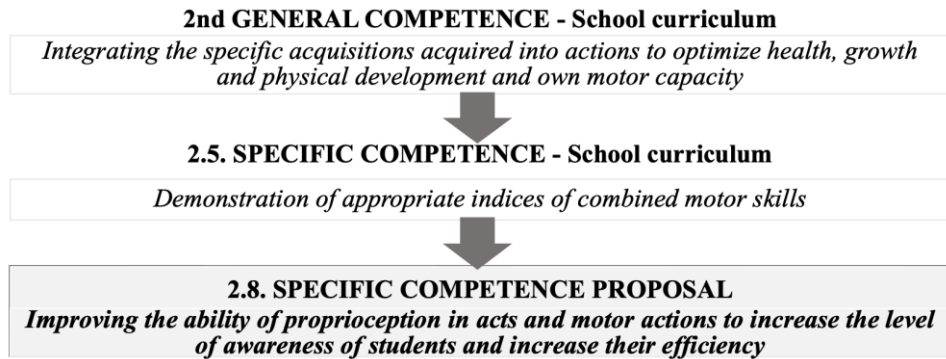 2nd GENERAL COMPETENCE - School curriculum
Integrating the specific acquisitions acquired into actions to optimize health, growth
and physical development and own motor capacity
2.5. SPECIFIC COMPETENCE - School curriculum
Demonstration of appropriate indices of combined motor skills
2.8. SPECIFIC COMPETENCE PROPOSAL
Improving the ability of proprioception in acts and motor actions to increase the level
of awareness of students and increase their efficiency